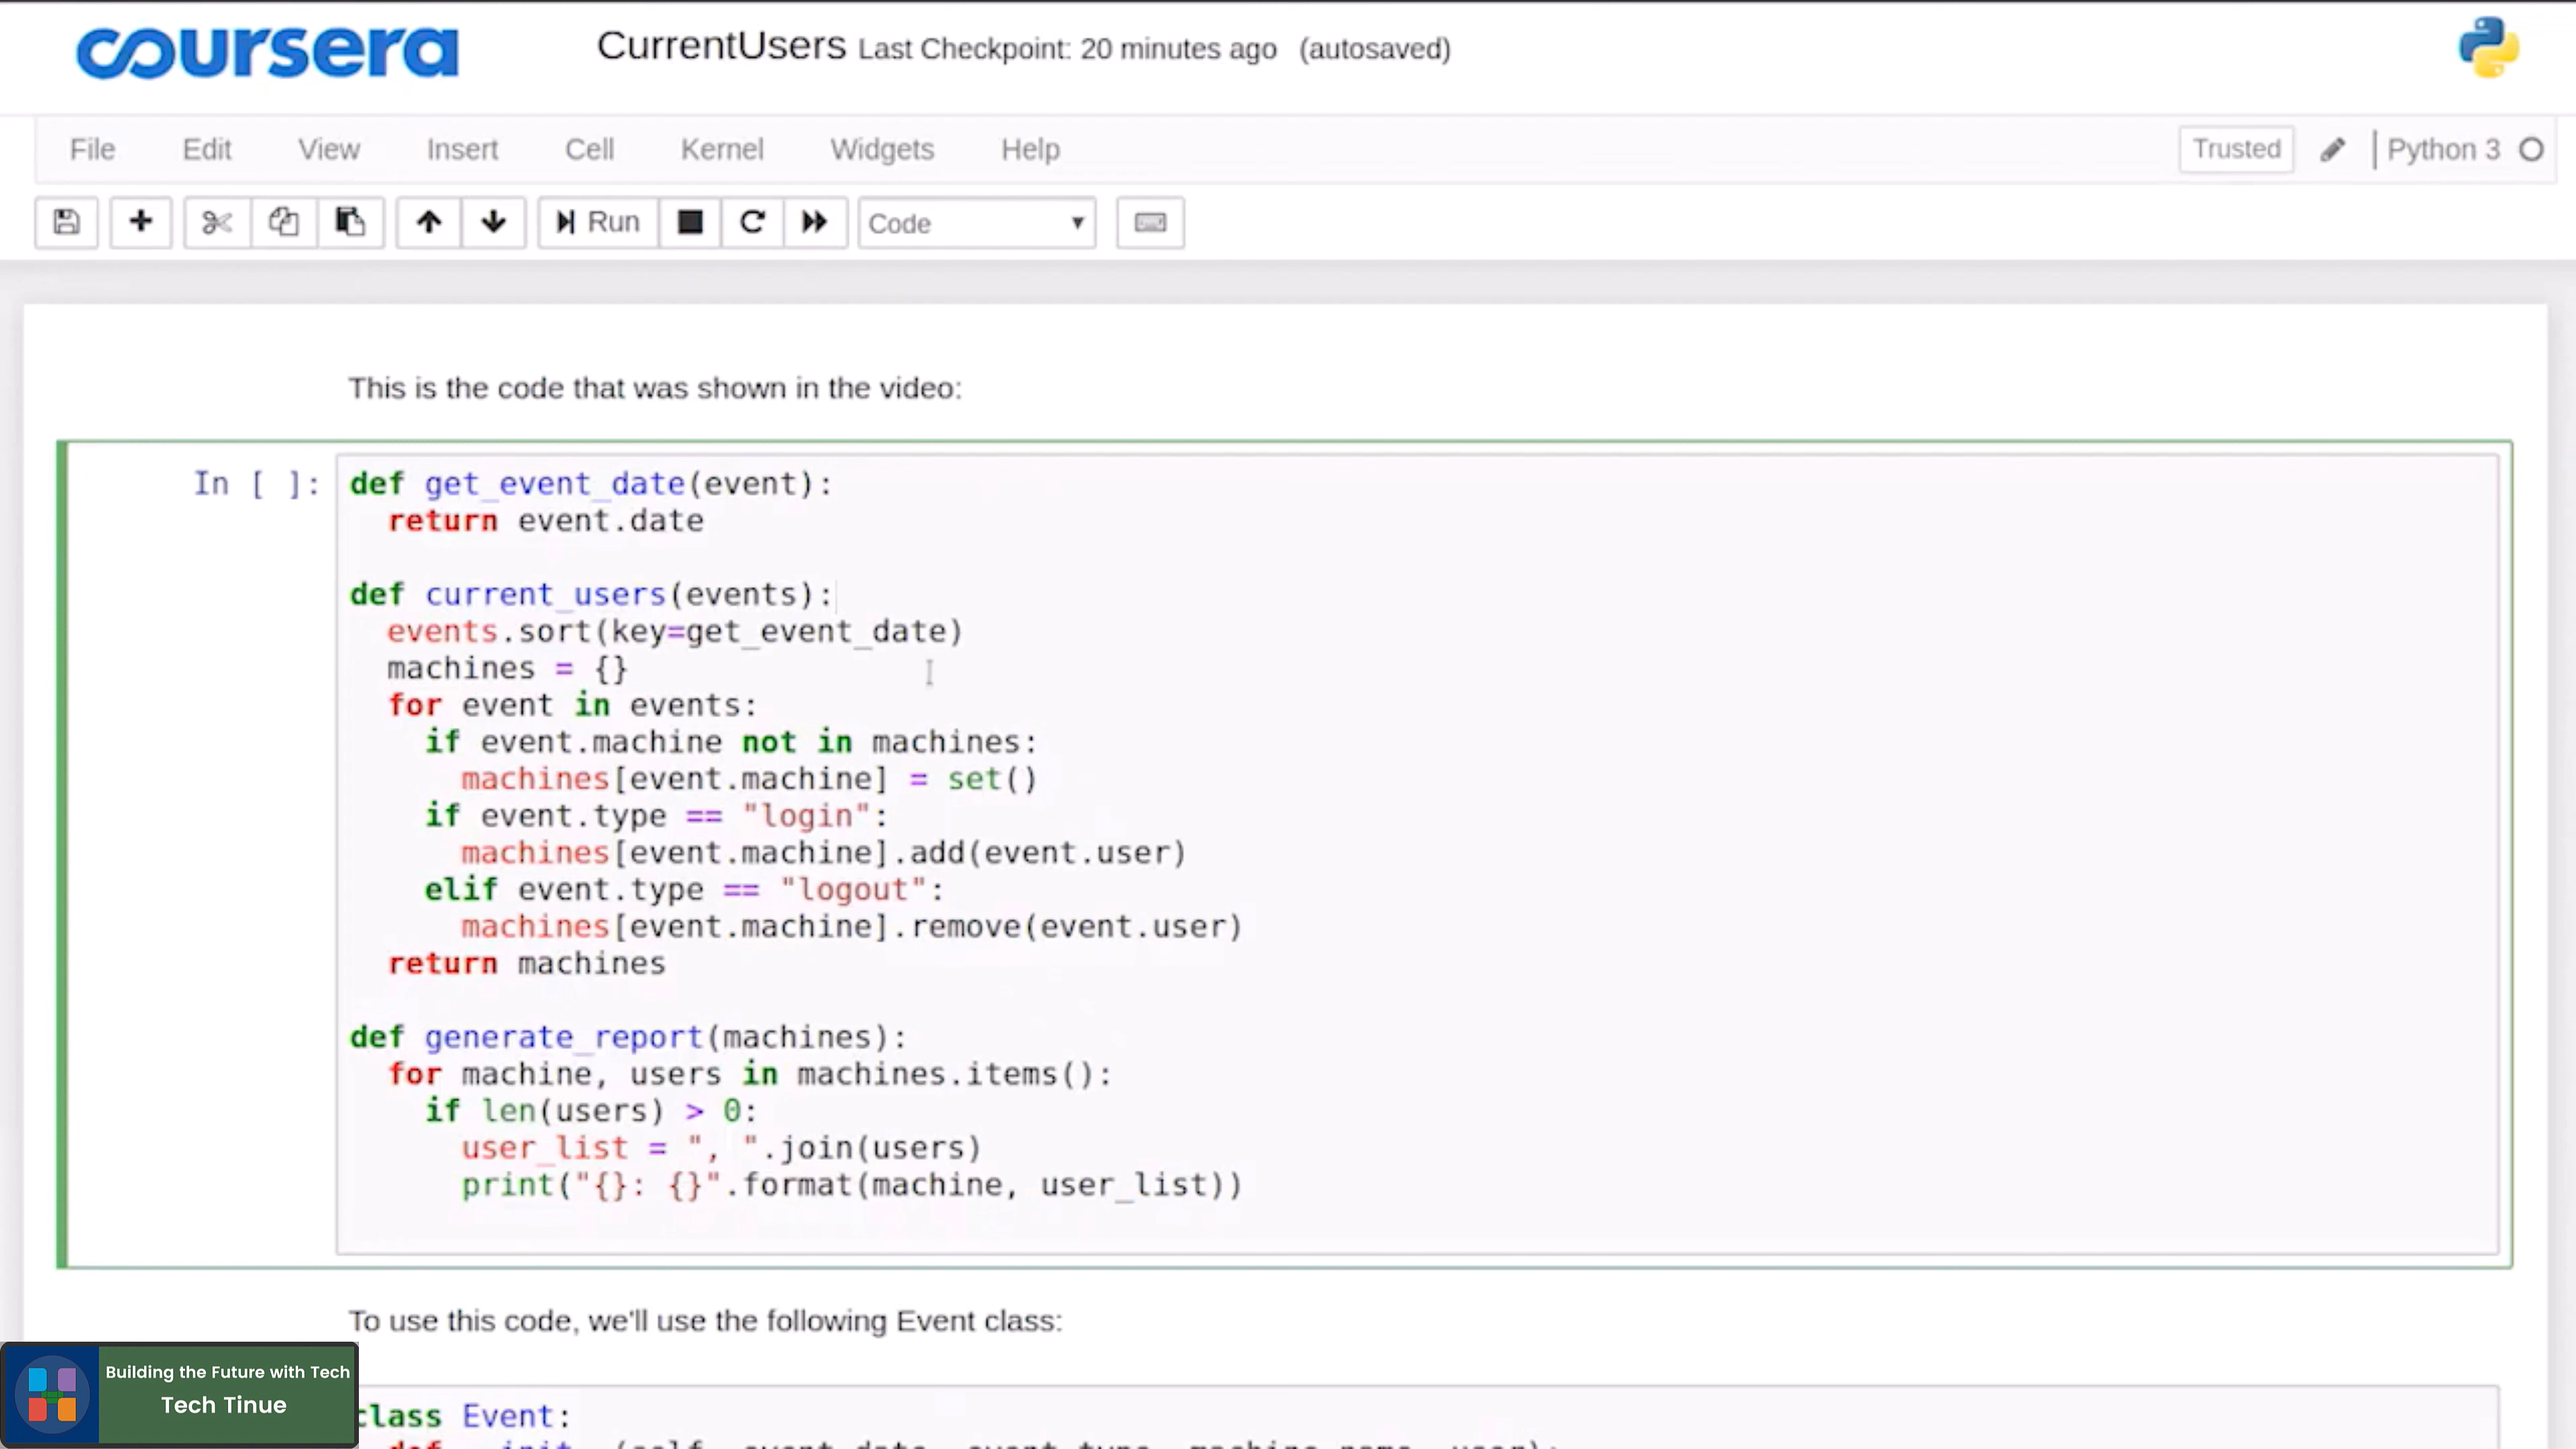 coursera
CurrentUsers Last Checkpoint: 20 minutes ago (autosaved)
File Edit View Insert Cell Kernel Widgets Help
Trusted | Python 3
Run Code
This is the code that was shown in the video:
In [ ]:
def get_event_date(event):
  return event.date

def current_users(events):
  events.sort(key=get_event_date)
  machines = {}
  for event in events:
    if event.machine not in machines:
      machines[event.machine] = set()
    if event.type == "login":
      machines[event.machine].add(event.user)
    elif event.type == "logout":
      machines[event.machine].remove(event.user)
  return machines

def generate_report(machines):
  for machine, users in machines.items():
    if len(users) > 0:
      user_list = ", ".join(users)
      print("{}: {}".format(machine, user_list))
To use this code, we'll use the following Event class:
Building the Future with Tech
Tech Tinue
class Event: